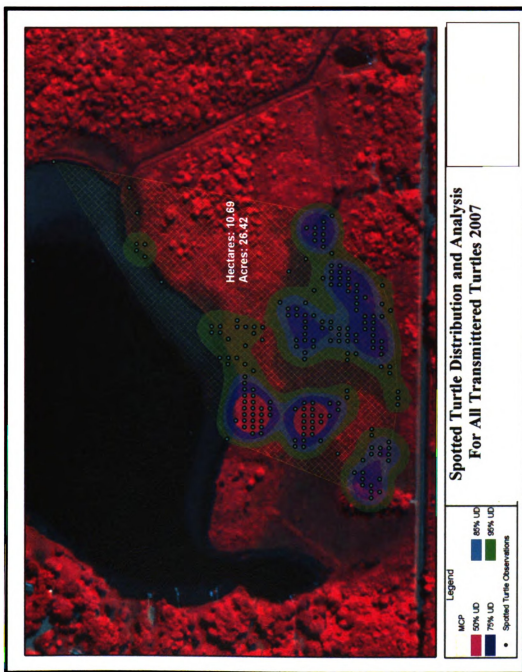 Hectares: 10.69
Acres: 26.42
Spotted Turtle Distribution and Analysis
For All Transmittered Turtles 2007
Legend
MCP
50% UD
75% UD
85% UD
95% UD
Spotted Turtle Observations